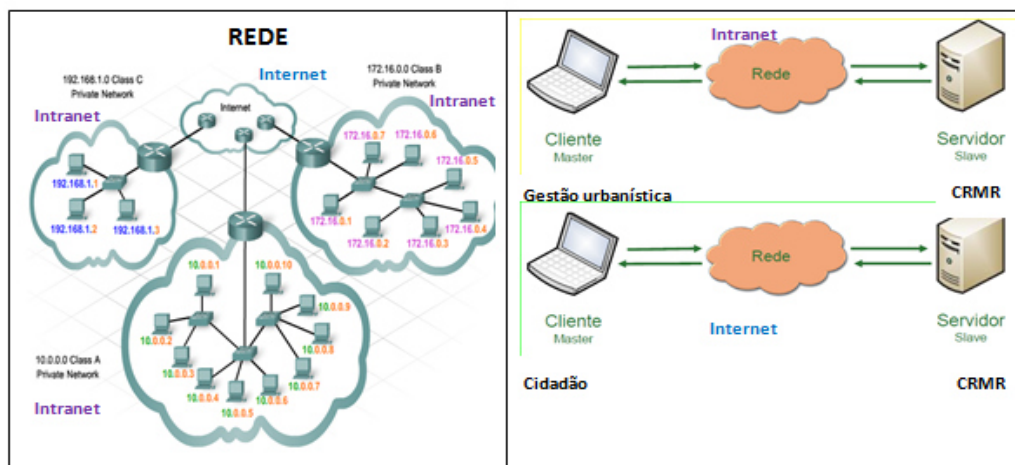 REDE
Internet
192.168.1.0 Class C
Private Network
172.16.0.0 Class B
Private Network
Intranet
Internet
Intranet
192.168.1.1
192.168.1.2
192.168.1.3
172.16.0.7
172.16.0.6
172.16.0.5
172.16.0.1
172.16.0.2
172.16.0.3
172.16.0.4
10.0.0.1
10.0.0.10
10.0.0.9
10.0.0.2
10.0.0.8
10.0.0.3
10.0.0.7
10.0.0.4
10.0.0.5
10.0.0.6
10.0.0.0 Class A
Private Network
Intranet
Intranet
Rede
Cliente
Master
Servidor
Slave
Gestão urbanística
CRMR
Rede
Cliente
Master
Internet
Servidor
Slave
Cidadão
CRMR